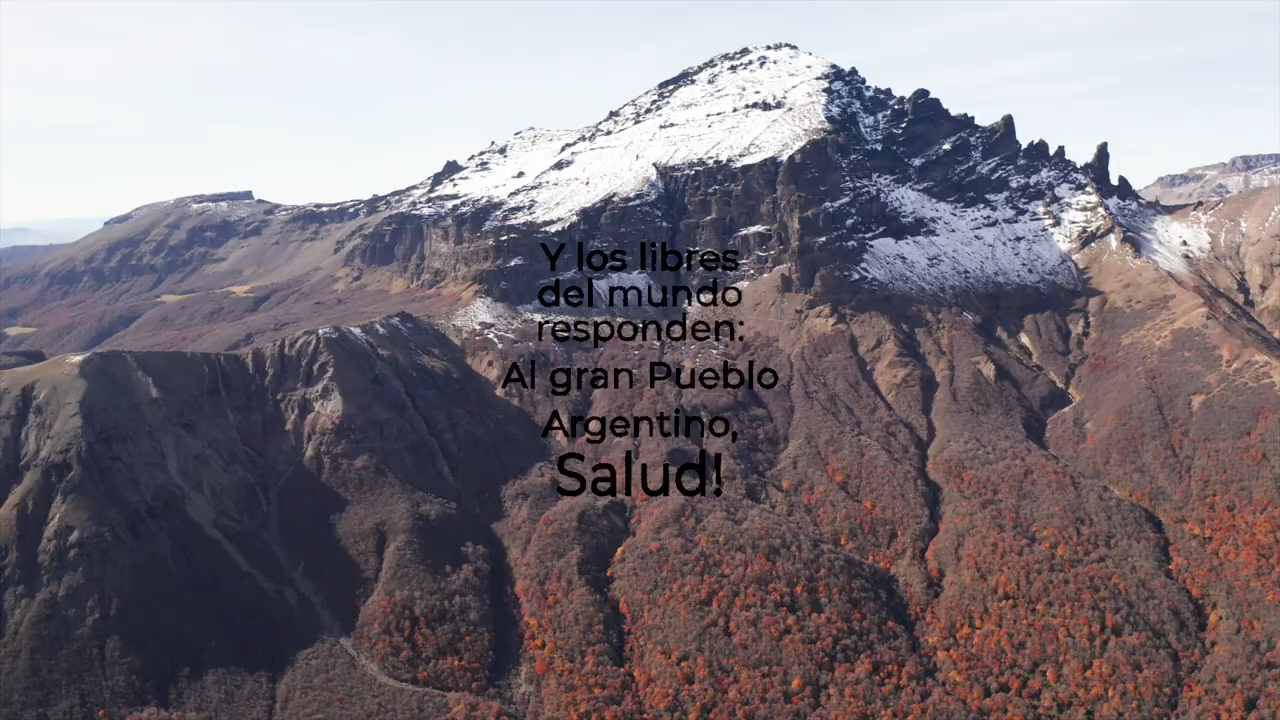 Y los libres
del mundo
responden:
Al gran Pueblo
Argentino,
Salud!